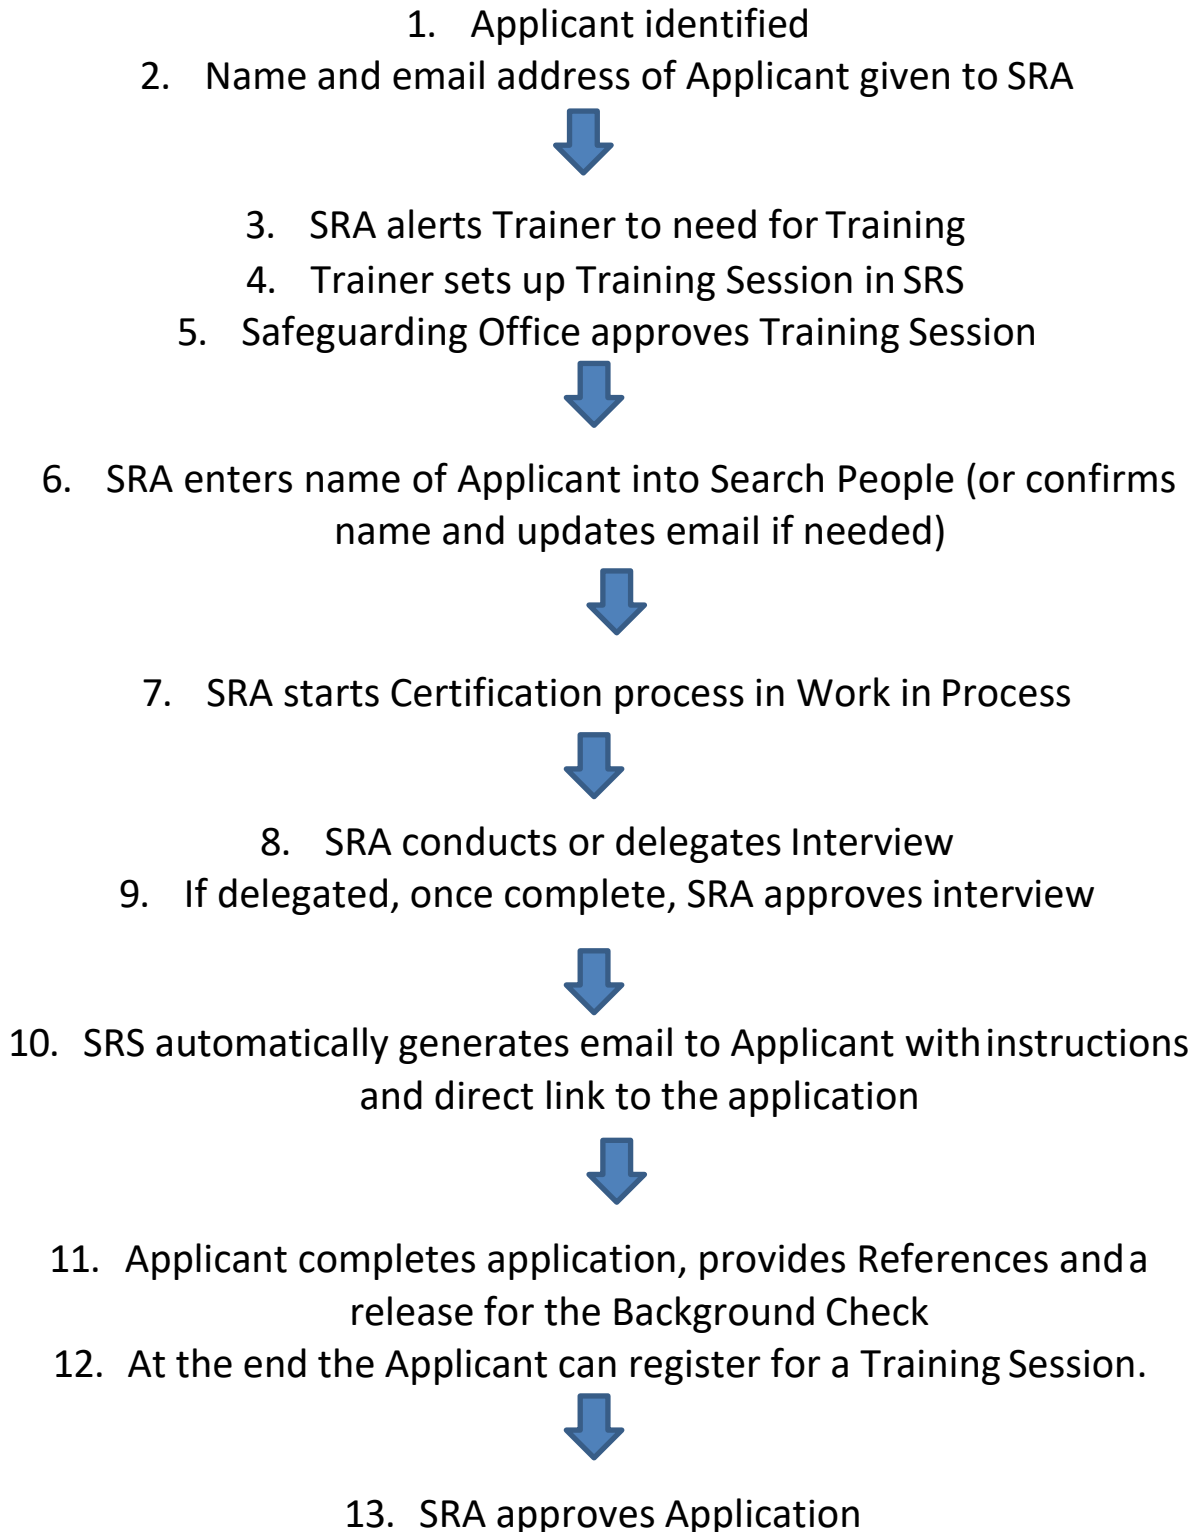 1. Applicant identified
2. Name and email address of Applicant given to SRA
3. SRA alerts Trainer to need for Training
4. Trainer sets up Training Session in SRS
5. Safeguarding Office approves Training Session
6. SRA enters name of Applicant into Search People (or confirms
name and updates email if needed)
7. SRA starts Certification process in Work in Process
8. SRA conducts or delegates Interview
9. If delegated, once complete, SRA approves interview
10. SRS automatically generates email to Applicant with instructions
and direct link to the application
11. Applicant completes application, provides References and a
release for the Background Check
12. At the end the Applicant can register for a Training Session.
13. SRA approves Application